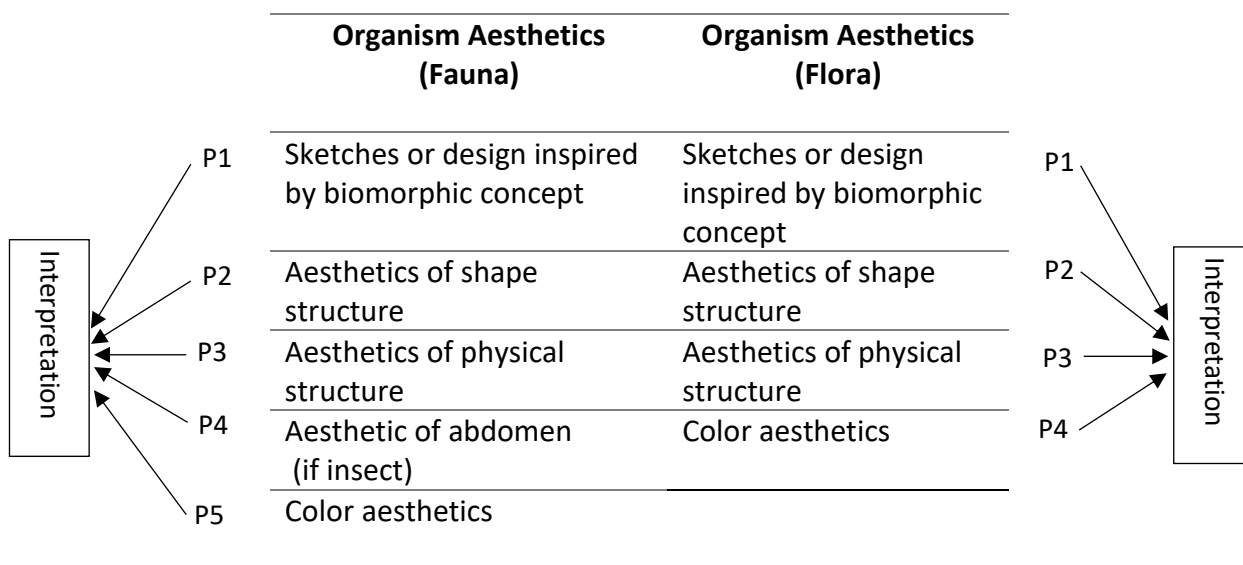 Organism Aesthetics
(Fauna)
Organism Aesthetics
(Flora)
P1
Sketches or design inspired
by biomorphic concept
Sketches or design
inspired by biomorphic
concept
P1
Interpretation
P2
Aesthetics of shape
structure
Aesthetics of shape
structure
P2
Interpretation
P3
Aesthetics of physical
structure
Aesthetics of physical
structure
P3
P4
Aesthetic of abdomen
(if insect)
Color aesthetics
P4
P5
Color aesthetics